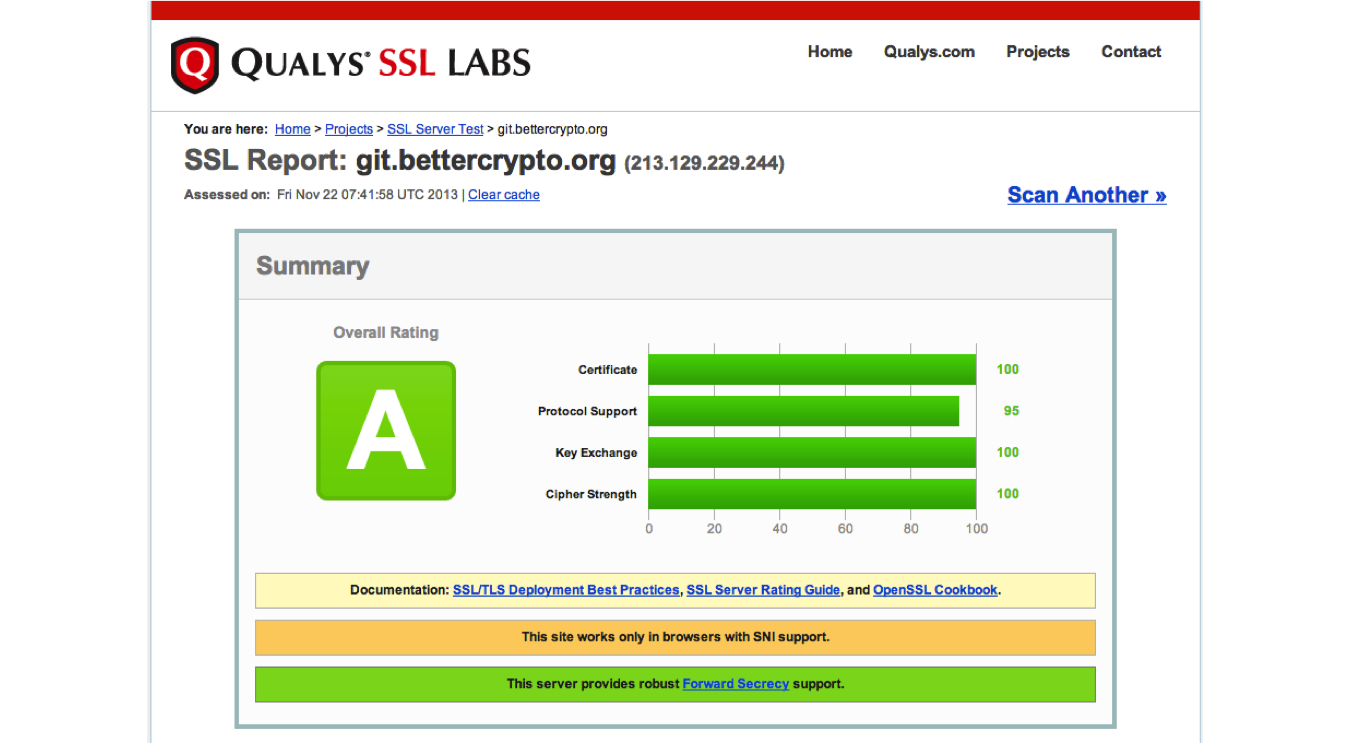 QUALYS® SSL LABS
Home Qualys.com Projects Contact
You are here: Home > Projects > SSL Server Test > git.bettercrypto.org
SSL Report: git.bettercrypto.org (213.129.229.244)
Assessed on: Fri Nov 22 07:41:58 UTC 2013 | Clear cache
Scan Another »
Summary
Overall Rating
A
Certificate 100
Protocol Support 95
Key Exchange 100
Cipher Strength 100
0 20 40 60 80 100
Documentation: SSL/TLS Deployment Best Practices, SSL Server Rating Guide, and OpenSSL Cookbook.
This site works only in browsers with SNI support.
This server provides robust Forward Secrecy support.